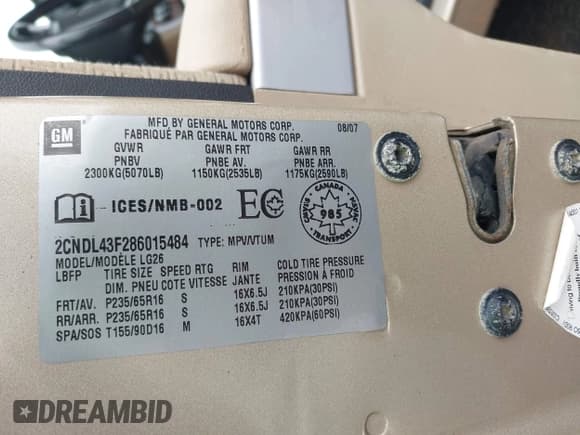 GM
MFD BY GENERAL MOTORS CORP.
FABRIQUÉ PAR GENERAL MOTORS CORP.
08/07
GVWR GAWR FRT GAWR RR
PNBV PNBE AV. PNBE ARR.
2300KG(5070LB) 1150KG(2535LB) 1175KG(2590LB)
ICES/NMB-002
EC
CANADA
985
TRANSPORT
2CNDL43F286015484 TYPE: MPV/VTUM
MODEL/MODÈLE LG26
LBFP TIRE SIZE SPEED RTG RIM COLD TIRE PRESSURE
DIM. PNEU COTE VITESSE JANTE PRESSION À FROID
FRT/AV. P235/65R16 S 16X6.5J 210KPA(30PSI)
RR/ARR. P235/65R16 S 16X6.5J 210KPA(30PSI)
SPA/SOS T155/90D16 M 16X4T 420KPA(60PSI)
DREAMBID